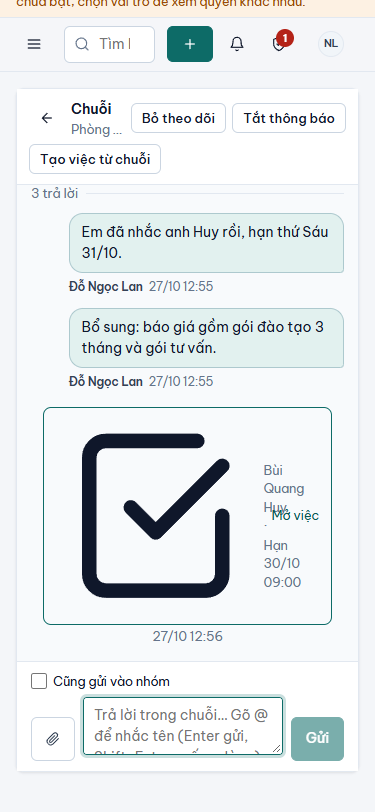 chưa bật, chọn vai trò để xem quyền khác nhau.
Tìm l
1
NL
Chuỗi
Phòng ...
Bỏ theo dõi
Tắt thông báo
Tạo việc từ chuỗi
3 trả lời
Em đã nhắc anh Huy rồi, hạn thứ Sáu
31/10.
Đỗ Ngọc Lan 27/10 12:55
Bổ sung: báo giá gồm gói đào tạo 3
tháng và gói tư vấn.
Đỗ Ngọc Lan 27/10 12:55
Bùi
Quang
Huy
·
Mở việc
Hạn
30/10
09:00
27/10 12:56
Cũng gửi vào nhóm
Trả lời trong chuỗi... Gõ @
để nhắc tên (Enter gửi,
Gửi